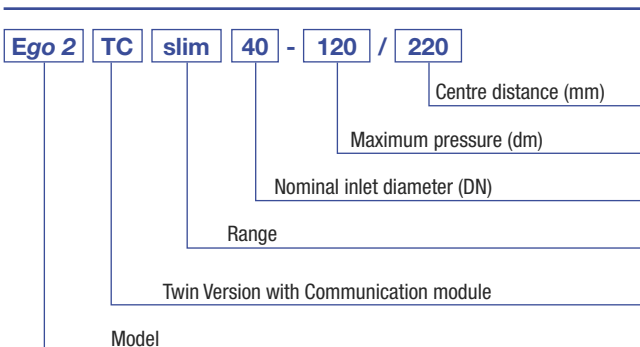 Ego 2 TC slim 40 - 120 / 220
Centre distance (mm)
Maximum pressure (dm)
Nominal inlet diameter (DN)
Range
Twin Version with Communication module
Model